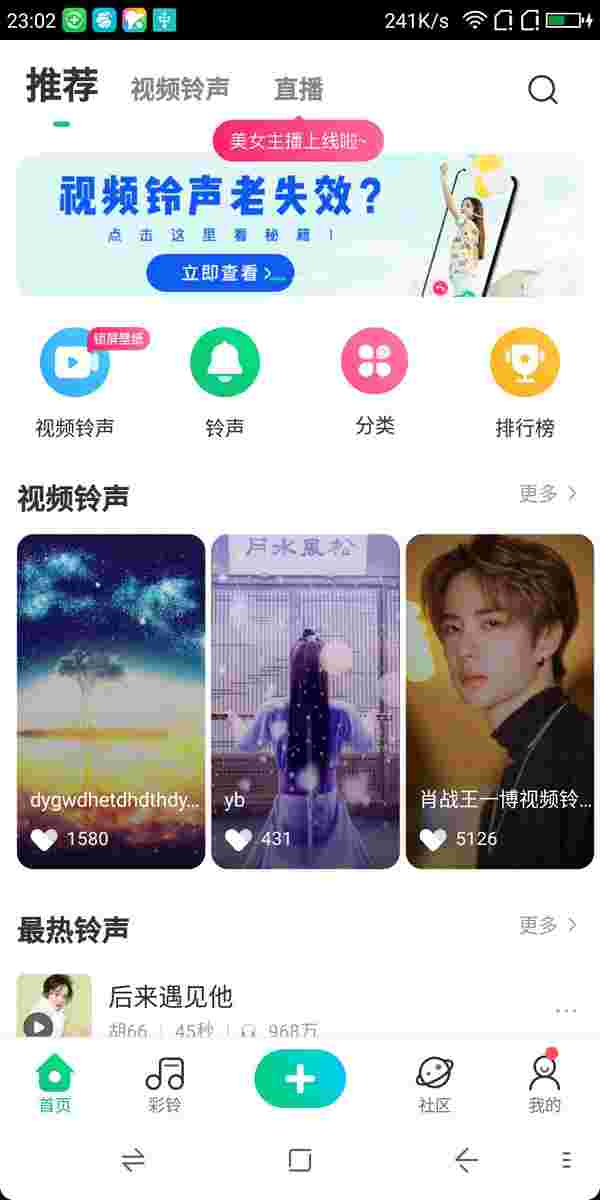 23:02
241K/s
推荐 视频铃声 直播
美女主播上线啦~
视频铃声老失效？
点击这里看秘籍！
立即查看
锁屏壁纸
视频铃声 铃声 分类 排行榜
视频铃声 更多
月水風松
dygwdhetdhdthdy... yb 肖战王一博视频铃...
1580 431 5126
最热铃声 更多
后来遇见他
胡66 45秒 968万
首页 彩铃 社区 我的